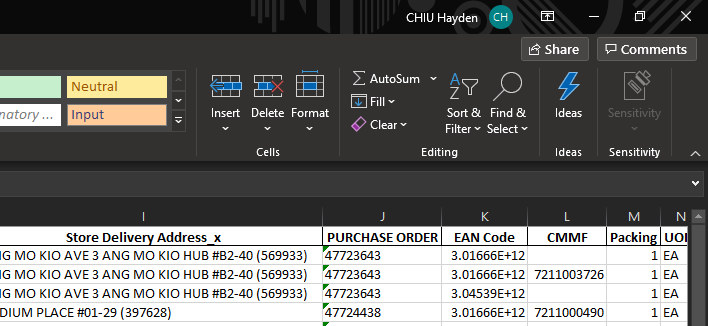 CHIU Hayden CH
Share Comments
Neutral
natory ... Input
Insert Delete Format
AutoSum
Fill
Clear
Sort & Filter
Find & Select
Ideas
Sensitivity
Cells Editing Ideas Sensitivity
I J K L M N
Store Delivery Address_x PURCHASE ORDER EAN Code CMMF Packing UOI
NG MO KIO AVE 3 ANG MO KIO HUB #B2-40 (569933) 47723643 3.01666E+12 1 EA
NG MO KIO AVE 3 ANG MO KIO HUB #B2-40 (569933) 47723643 3.01666E+12 7211003726 1 EA
NG MO KIO AVE 3 ANG MO KIO HUB #B2-40 (569933) 47723643 3.04539E+12 1 EA
DIUM PLACE #01-29 (397628) 47724438 3.01666E+12 7211000490 1 EA